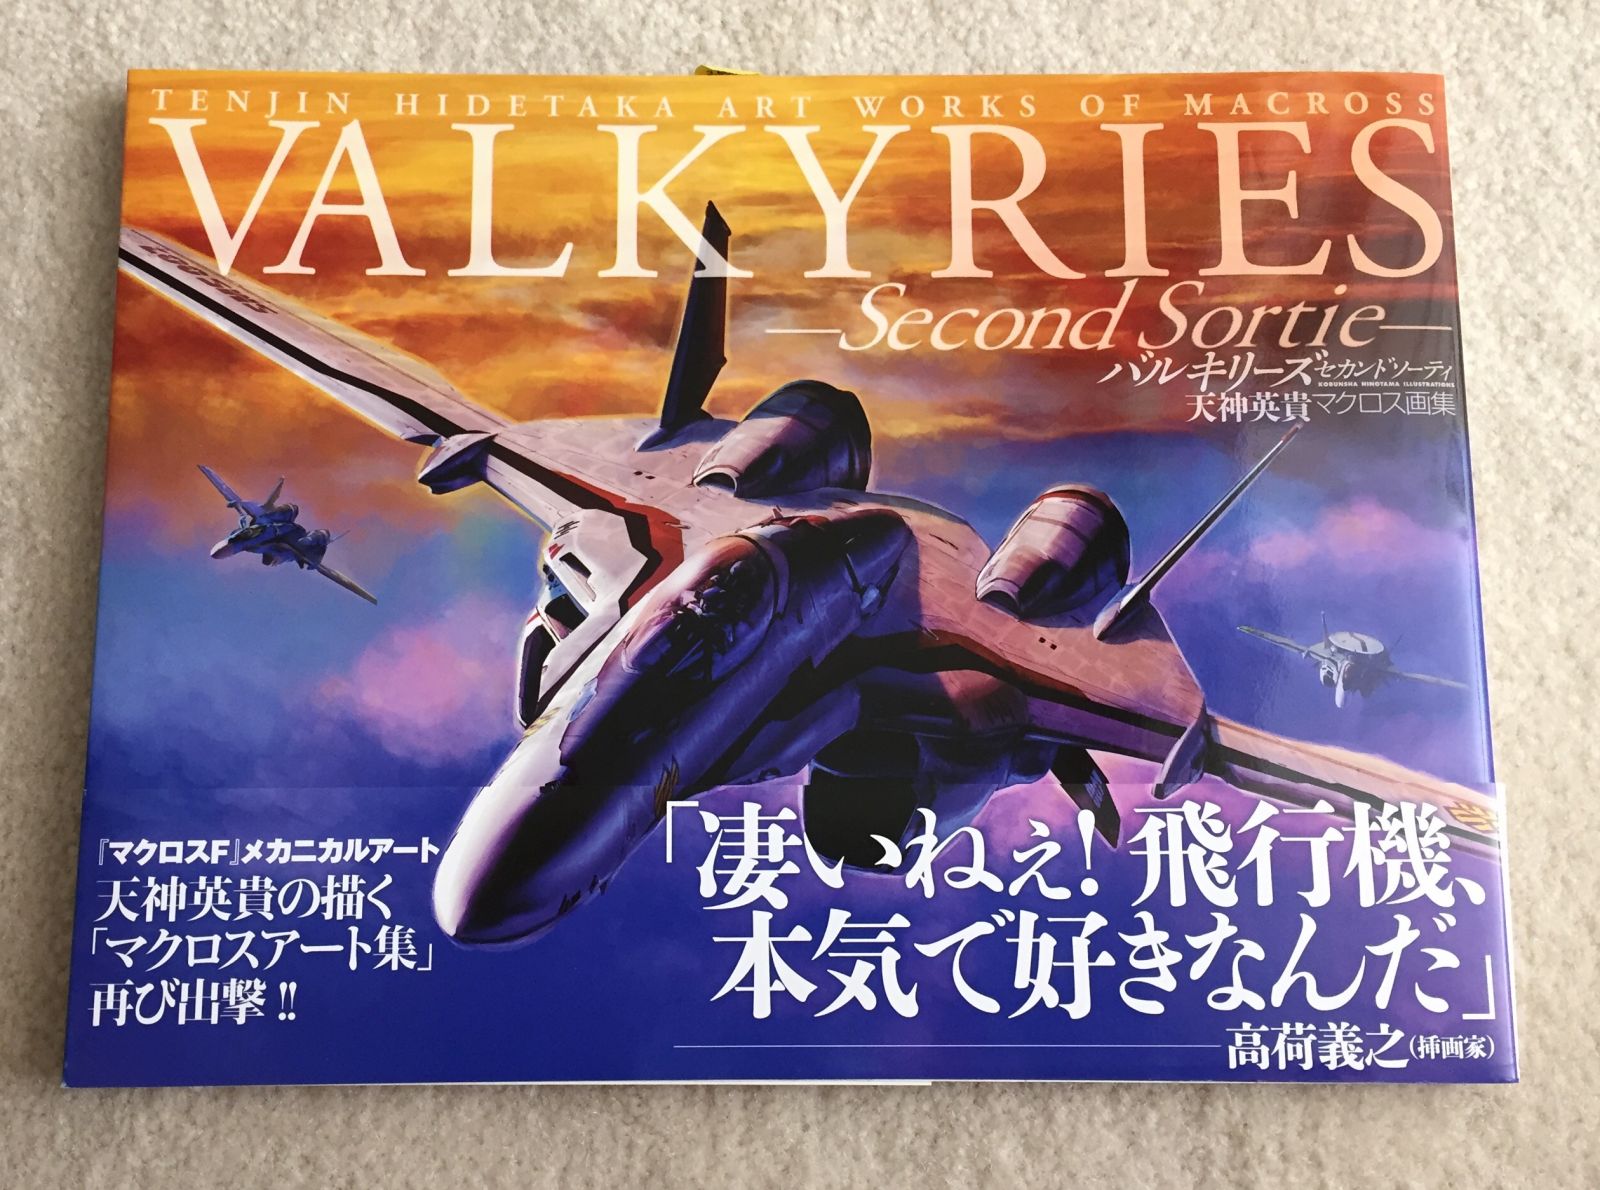 TENJIN HIDETAKA ART WORKS OF MACROSS
VALKYRIES
—Second Sortie—
バルキリーズセカンドソーティ
KOBUNSHA HINOTAMA ILLUSTRATIONS
天神英貴マクロス画集
『マクロスF』メカニカルアート
天神英貴の描く
「マクロスアート集」
再び出撃!!
「凄いねぇ!飛行機、
本気で好きなんだ」
高荷義之(挿画家)